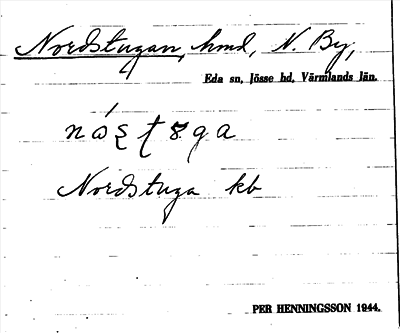 Nordstugan, hmd, N. By,
Eda sn, Jösse hd, Värmlands län.
Nordstuga kb
PER HENNINGSSON 1944.